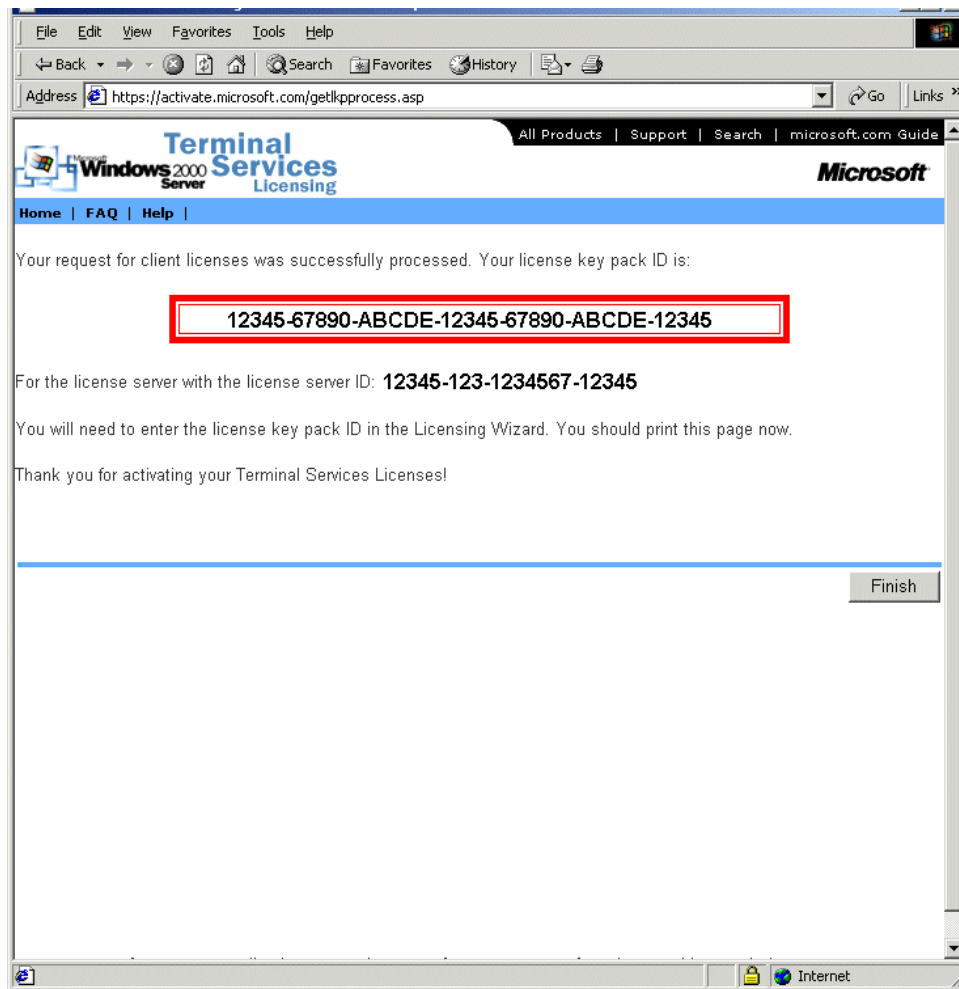 File Edit View Favorites Tools Help
Back Search Favorites History
Address https://activate.microsoft.com/getlkpprocess.asp Go Links »
All Products | Support | Search | microsoft.com Guide
Terminal
Microsoft Windows 2000 Services
Server Licensing
Microsoft
Home | FAQ | Help |
Your request for client licenses was successfully processed. Your license key pack ID is:
12345-67890-ABCDE-12345-67890-ABCDE-12345
For the license server with the license server ID: 12345-123-1234567-12345
You will need to enter the license key pack ID in the Licensing Wizard. You should print this page now.
Thank you for activating your Terminal Services Licenses!
Finish
Internet